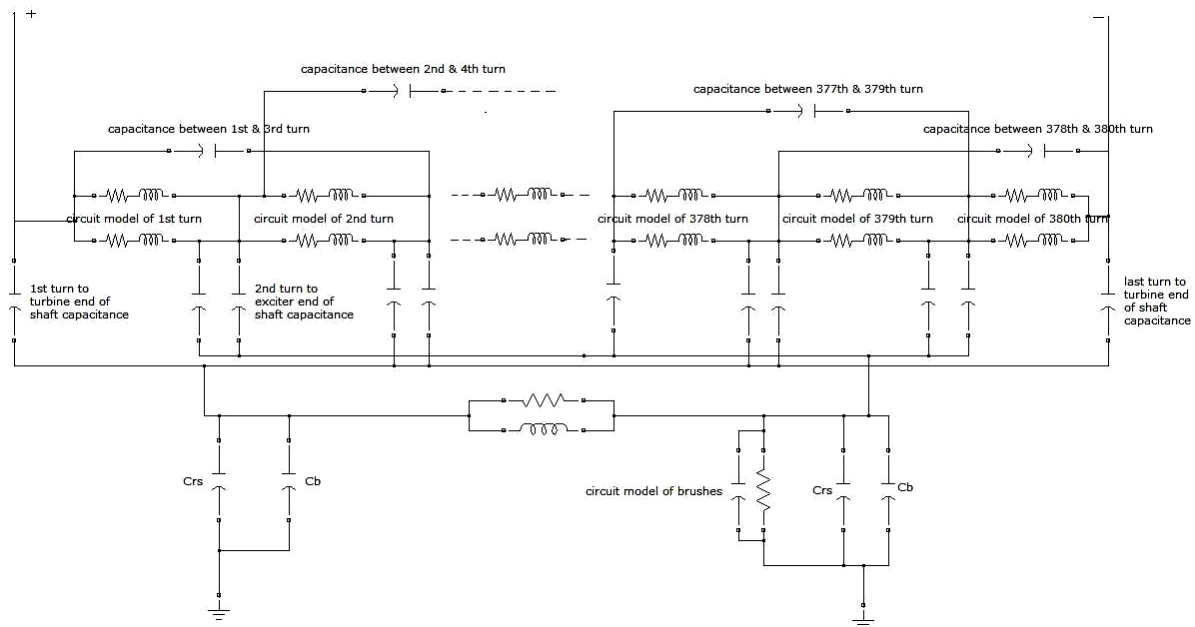 +
−
capacitance between 2nd & 4th turn
capacitance between 377th & 379th turn
capacitance between 1st & 3rd turn
capacitance between 378th & 380th turn
circuit model of 1st turn
circuit model of 2nd turn
circuit model of 378th turn
circuit model of 379th turn
circuit model of 380th turn
1st turn to
turbine end of
shaft capacitance
2nd turn to
exciter end of
shaft capacitance
last turn to
turbine end
of shaft
capacitance
Crs
Cb
circuit model of brushes
Crs
Cb